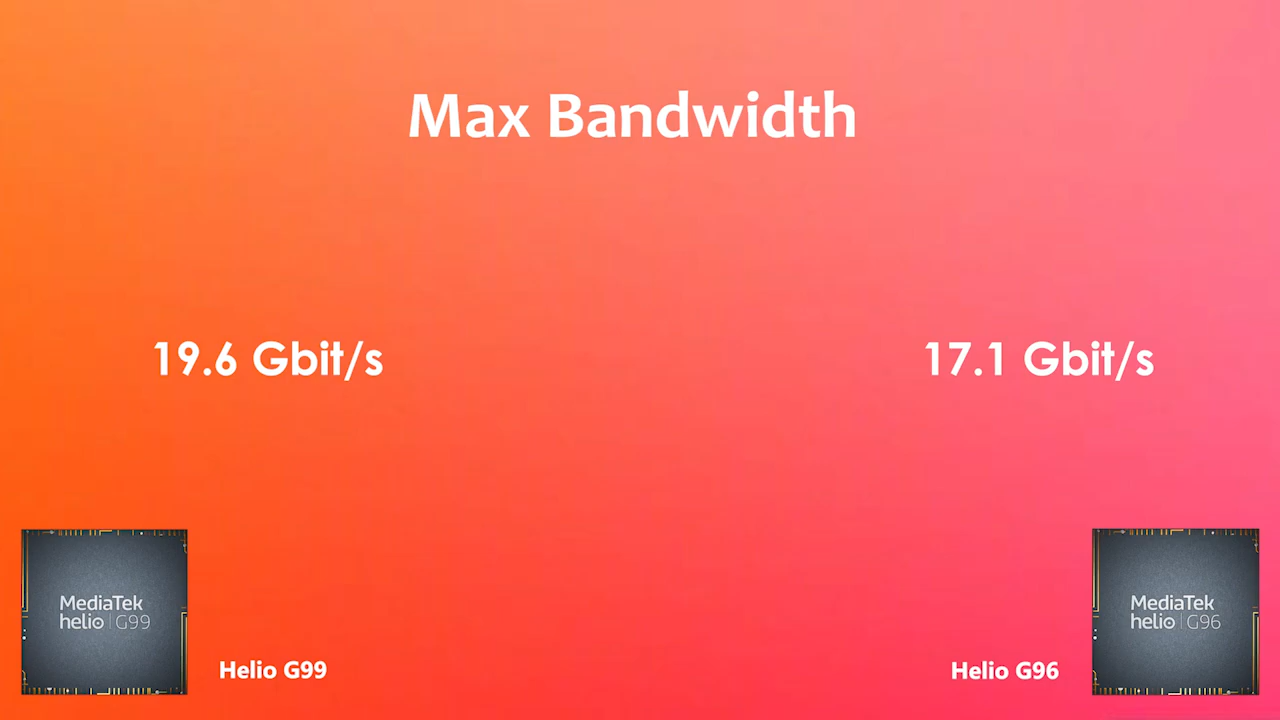 Max Bandwidth
19.6 Gbit/s
17.1 Gbit/s
MediaTek
helio | G99
Helio G99
Helio G96
MediaTek
helio | G96